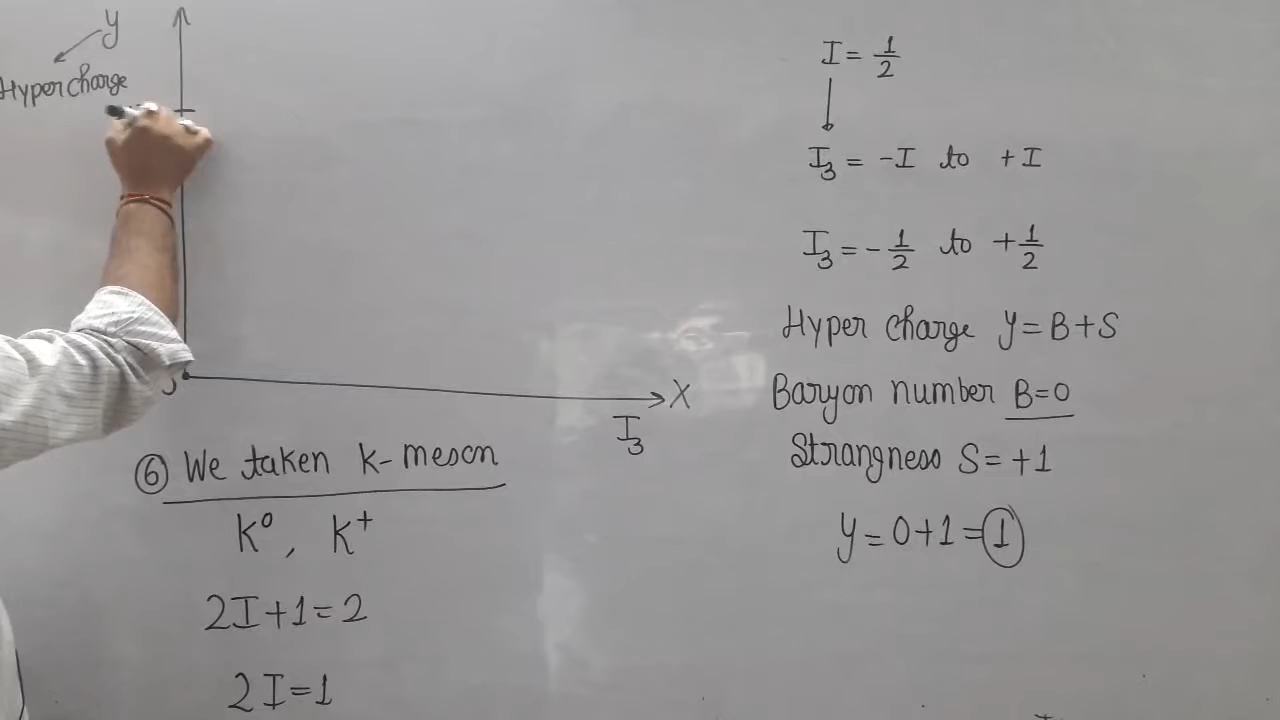 y
Hyper charge
X
I₃
⑥ We taken k-meson
k⁰, k⁺
2I+1=2
2I=1
I=1/2
I₃ = -I to +I
I₃ = -1/2 to +1/2
Hyper charge y=B+S
Baryon number B=0
Strangness S=+1
y=0+1=1